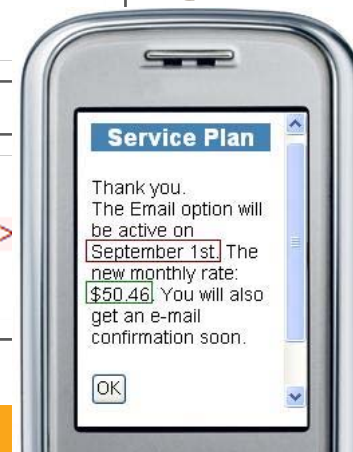 Service Plan
Thank you.
The Email option will
be active on
September 1st. The
new monthly rate:
$50.46. You will also
get an e-mail
confirmation soon.
OK